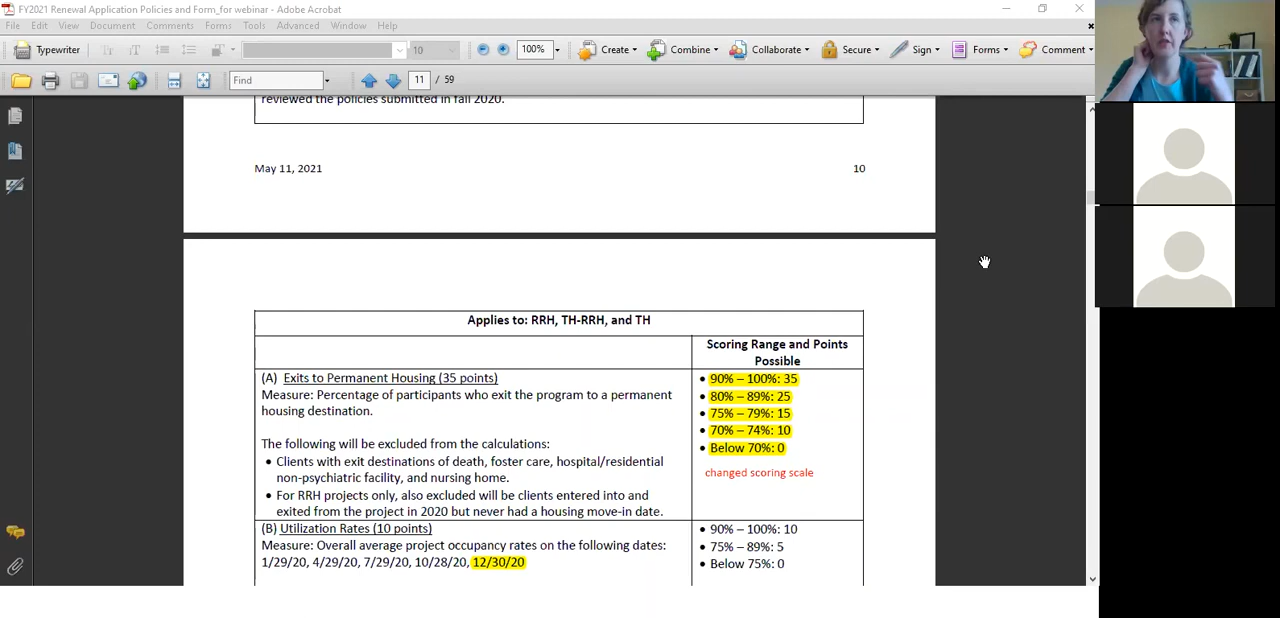 FY2021 Renewal Application Policies and Form_for webinar - Adobe Acrobat
File Edit View Document Comments Forms Tools Advanced Window Help
Typewriter 10 100% Create Combine Collaborate Secure Sign Forms Comment
Find 11 / 59
reviewed the policies submitted in fall 2020.
May 11, 2021 10
Applies to: RRH, TH-RRH, and TH
Scoring Range and Points
Possible
(A) Exits to Permanent Housing (35 points)
Measure: Percentage of participants who exit the program to a permanent
housing destination.
The following will be excluded from the calculations:
• Clients with exit destinations of death, foster care, hospital/residential
non-psychiatric facility, and nursing home.
• For RRH projects only, also excluded will be clients entered into and
exited from the project in 2020 but never had a housing move-in date.
• 90% – 100%: 35
• 80% – 89%: 25
• 75% – 79%: 15
• 70% – 74%: 10
• Below 70%: 0
changed scoring scale
(B) Utilization Rates (10 points)
Measure: Overall average project occupancy rates on the following dates:
1/29/20, 4/29/20, 7/29/20, 10/28/20, 12/30/20
• 90% – 100%: 10
• 75% – 89%: 5
• Below 75%: 0